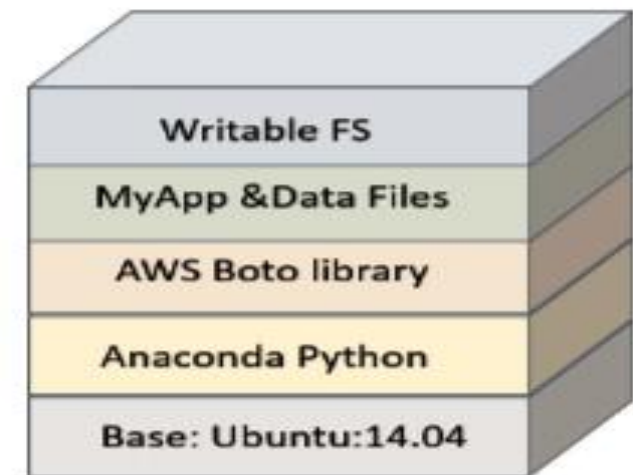 Writable FS
MyApp &Data Files
AWS Boto library
Anaconda Python
Base: Ubuntu:14.04